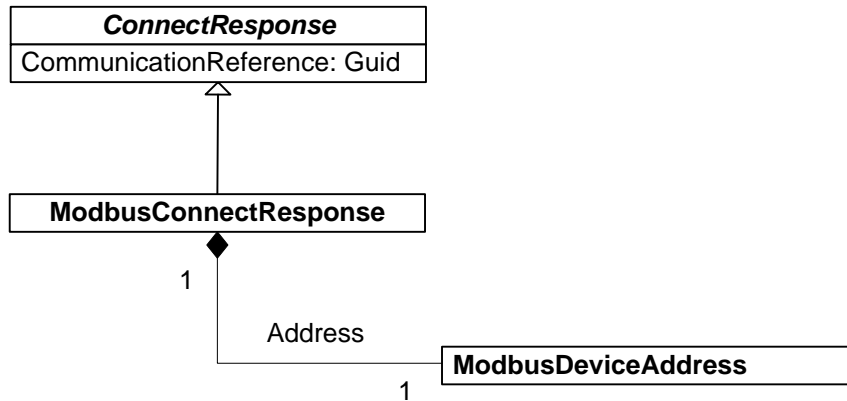 ConnectResponse
CommunicationReference: Guid
ModbusConnectResponse
1
Address
ModbusDeviceAddress
1